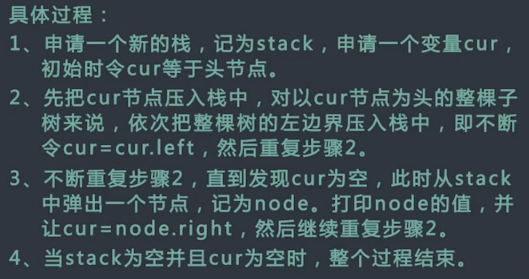 具体过程：
1、申请一个新的栈，记为stack，申请一个变量cur，
初始时令cur等于头节点。
2、先把cur节点压入栈中，对以cur节点为头的整棵子
树来说，依次把整棵树的左边界压入栈中，即不断
令cur=cur.left，然后重复步骤2。
3、不断重复步骤2，直到发现cur为空，此时从stack
中弹出一个节点，记为node。打印node的值，并
让cur=node.right，然后继续重复步骤2。
4、当stack为空并且cur为空时，整个过程结束。